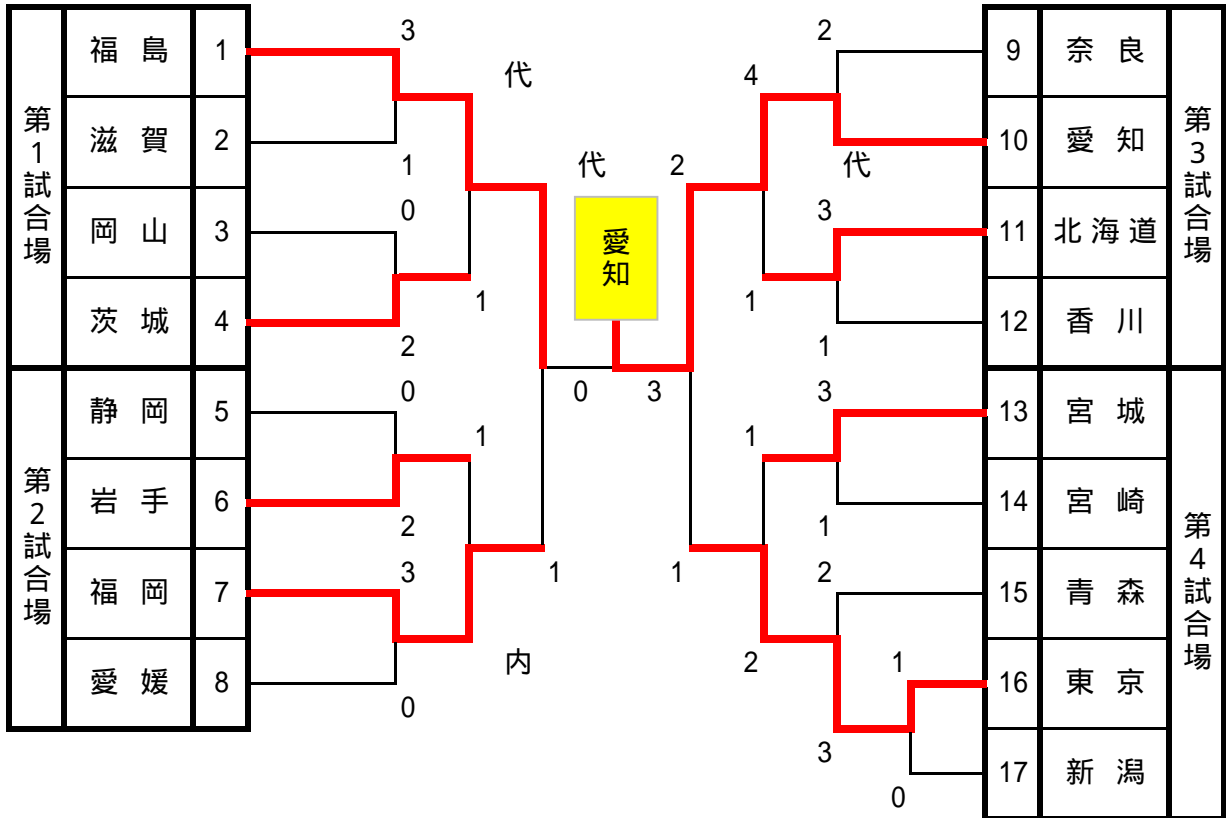 第1試合場
福島 1
滋賀 2
岡山 3
茨城 4
第2試合場
静岡 5
岩手 6
福岡 7
愛媛 8
3
1
0
2
0
2
3
0
代
1
1
内
代
1
愛知
0 3
2
1
4
1
1
2
2
代
3
1
3
1
2
3
1
0
9 奈良
10 愛知
11 北海道
12 香川
第3試合場
13 宮城
14 宮崎
15 青森
16 東京
17 新潟
第4試合場